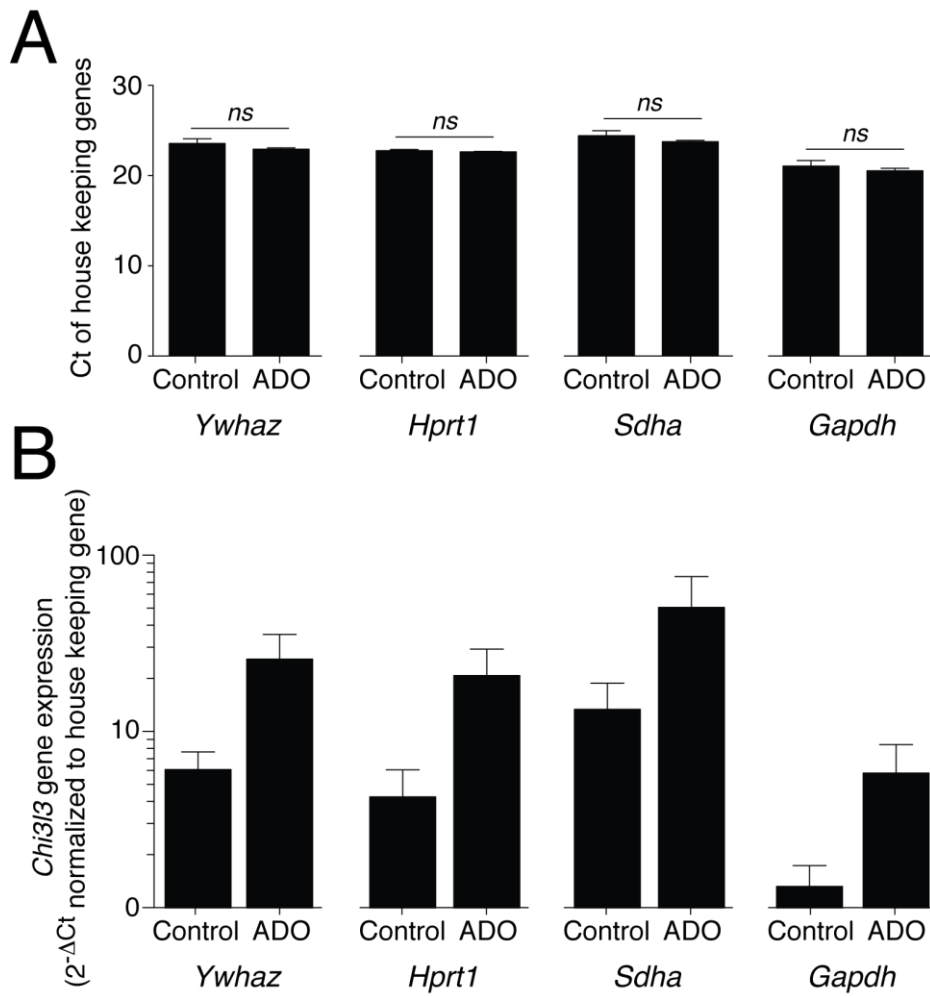 A
Ct of house keeping genes
30
20
10
0
ns
ns
ns
ns
Control ADO
Control ADO
Control ADO
Control ADO
Ywhaz
Hprt1
Sdha
Gapdh
B
Chi3l3 gene expression
(2-ΔCt normalized to house keeping gene)
100
10
0
Control ADO
Control ADO
Control ADO
Control ADO
Ywhaz
Hprt1
Sdha
Gapdh